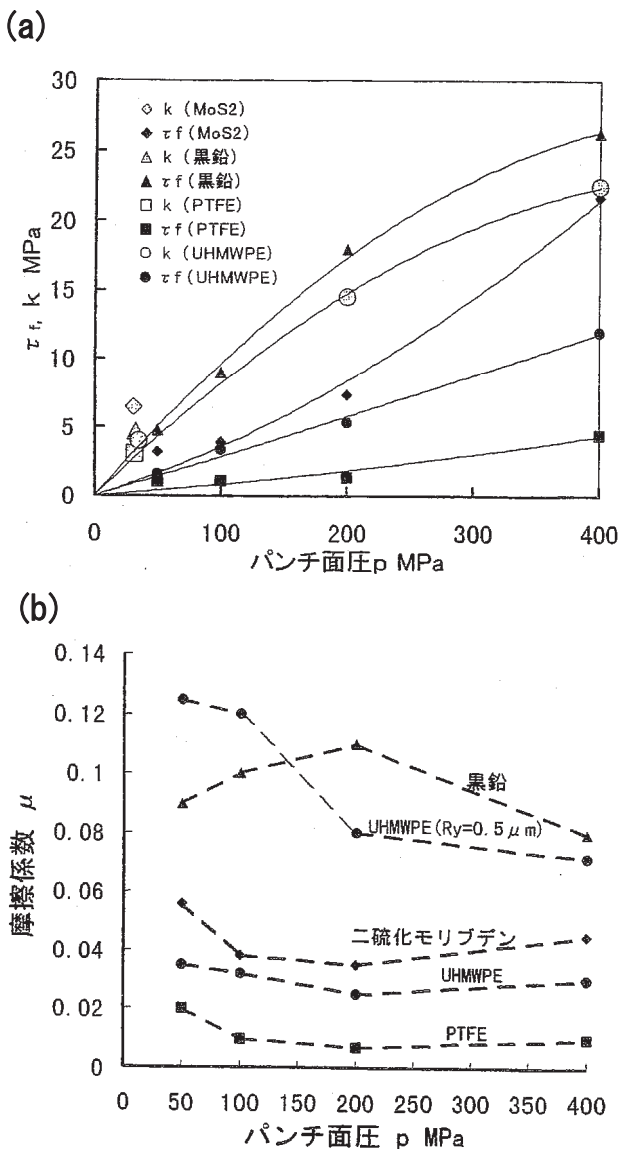 (a)
30
25
20
15
10
5
0
τf, k MPa
k (MoS2)
τf(MoS2)
k (黒鉛)
τf(黒鉛)
k (PTFE)
τf(PTFE)
k (UHMWPE)
τf(UHMWPE)
0 100 200 300 400
パンチ面圧p MPa
(b)
0.14
0.12
0.1
0.08
0.06
0.04
0.02
0
摩擦係数 μ
黒鉛
UHMWPE(Ry=0.5μm)
二硫化モリブデン
UHMWPE
PTFE
0 50 100 150 200 250 300 350 400
パンチ面圧 p MPa